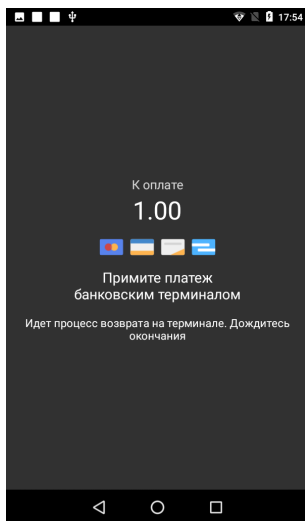 17:54
К оплате
1.00
Примите платеж
банковским терминалом
Идет процесс возврата на терминале. Дождитесь
окончания